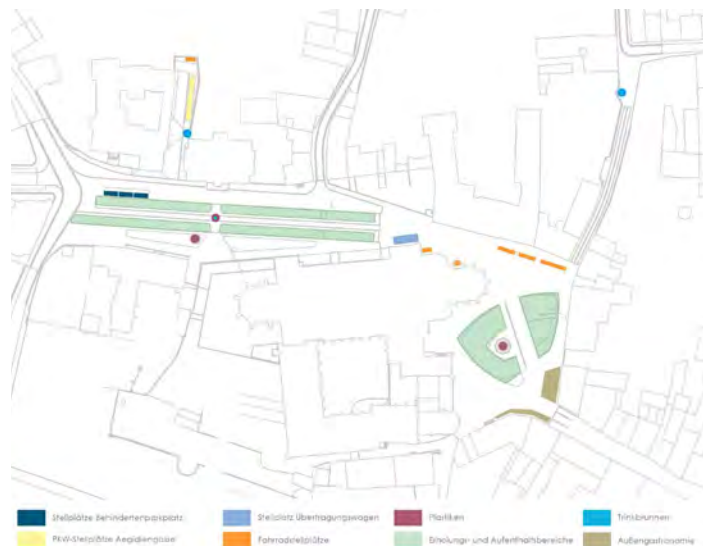 Stellplätze Behindertenparkplatz
Stellplatz Übertragungswagen
Plastiken
Trinkbrunnen
PKW-Stellplätze Aegidiengasse
Fahrradstellplätze
Erholungs- und Aufenthaltsbereiche
Außengastronomie